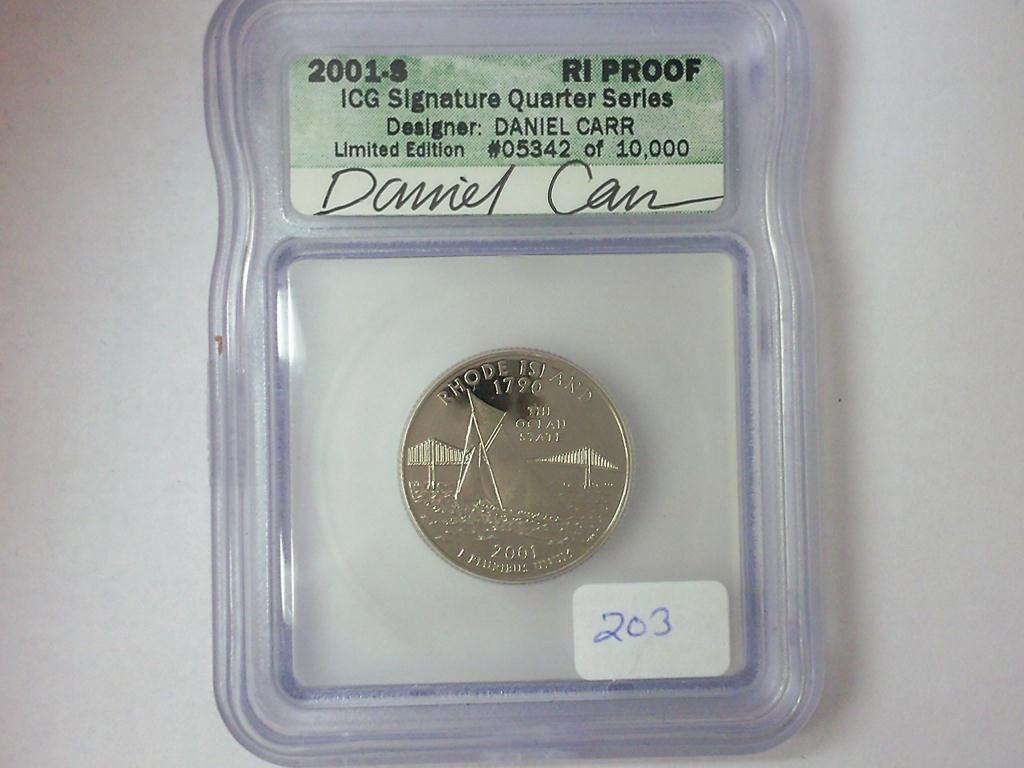 2001-S RI PROOF
ICG Signature Quarter Series
Designer: DANIEL CARR
Limited Edition #05342 of 10,000
Daniel Carr
RHODE ISLAND
1790
THE
OCEAN
STATE
2001
E PLURIBUS UNUM
203